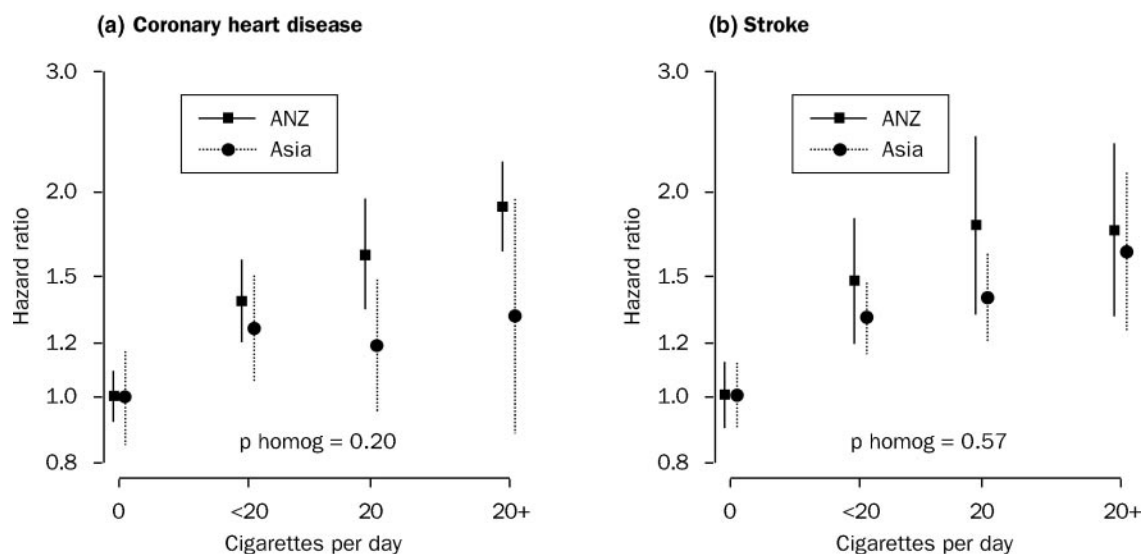 (a) Coronary heart disease
3.0
2.0
1.5
1.2
1.0
0.8
Hazard ratio
ANZ
Asia
p homog = 0.20
0
<20
20
20+
Cigarettes per day
(b) Stroke
3.0
2.0
1.5
1.2
1.0
0.8
Hazard ratio
ANZ
Asia
p homog = 0.57
0
<20
20
20+
Cigarettes per day